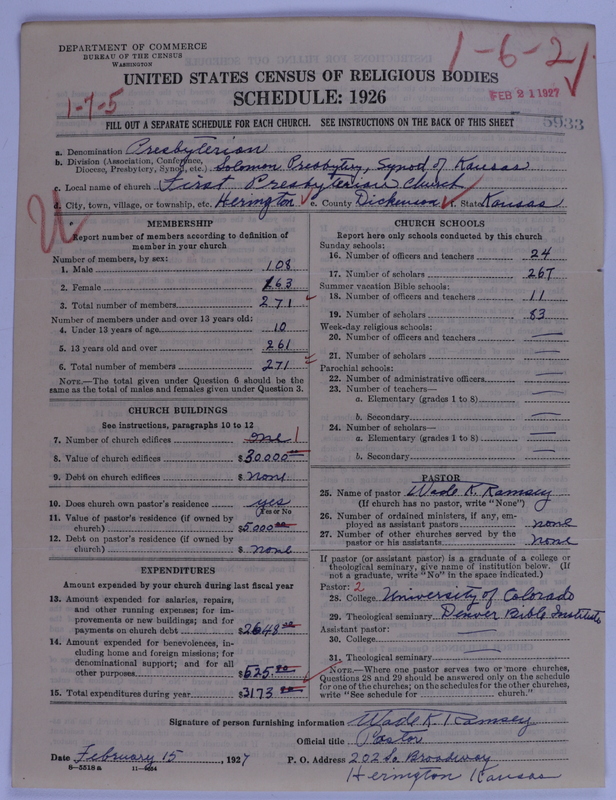 DEPARTMENT OF COMMERCE
BUREAU OF THE CENSUS
WASHINGTON
1-6-21
UNITED STATES CENSUS OF RELIGIOUS BODIES
SCHEDULE: 1926
FEB 21 1927
1-7-5
FILL OUT A SEPARATE SCHEDULE FOR EACH CHURCH. SEE INSTRUCTIONS ON THE BACK OF THIS SHEET
5933
a. Denomination Presbyterian
b. Division (Association, Conference, Diocese, Presbytery, Synod, etc.) Solomon Presbytery, Synod of Kansas
c. Local name of church First Presbyterian Church
d. City, town, village, or township, etc. Herington e. County Dickenson f. State Kansas
MEMBERSHIP
Report number of members according to definition of
member in your church
Number of members, by sex:
1. Male 108
2. Female 163
3. Total number of members 271
Number of members under and over 13 years old:
4. Under 13 years of age 10
5. 13 years old and over 261
6. Total number of members 271
NOTE.—The total given under Question 6 should be the
same as the total of males and females given under Question 3.
CHURCH BUILDINGS
See instructions, paragraphs 10 to 12
7. Number of church edifices one 1
8. Value of church edifices $30000.00
9. Debt on church edifices $ none
10. Does church own pastor's residence yes
(Yes or No
11. Value of pastor's residence (if owned by
church) $5000.00
12. Debt on pastor's residence (if owned by
church) $ none
EXPENDITURES
Amount expended by your church during last fiscal year
13. Amount expended for salaries, repairs,
and other running expenses; for im-
provements or new buildings; and for
payments on church debt $2648.00
14. Amount expended for benevolences, in-
cluding home and foreign missions; for
denominational support; and for all
other purposes $525.00
15. Total expenditures during year $3173.00
CHURCH SCHOOLS
Report here only schools conducted by this church
Sunday schools:
16. Number of officers and teachers 24
17. Number of scholars 267
Summer vacation Bible schools:
18. Number of officers and teachers 11
19. Number of scholars 83
Week-day religious schools:
20. Number of officers and teachers —
21. Number of scholars —
Parochial schools:
22. Number of administrative officers —
23. Number of teachers—
a. Elementary (grades 1 to 8) —
b. Secondary —
24. Number of scholars—
a. Elementary (grades 1 to 8) —
b. Secondary —
PASTOR
25. Name of pastor Wade K. Ramsey
(If church has no pastor, write "None")
26. Number of ordained ministers, if any, em-
ployed as assistant pastors none
27. Number of other churches served by the
pastor or his assistants none
If pastor (or assistant pastor) is a graduate of a college or
theological seminary, give name of institution below. (If
not a graduate, write "No" in the space indicated.)
Pastor: 2
28. College University of Colorado
29. Theological seminary Denver Bible Institute
Assistant pastor:
30. College —
31. Theological seminary —
NOTE.—Where one pastor serves two or more churches,
Questions 28 and 29 should be answered only on the schedule
for one of the churches; on the schedules for the other churches,
write "See schedule for church."
Signature of person furnishing information Wade K. Ramsey
Official title Pastor
Date February 15, 1927 P. O. Address 202 So. Broadway
8—5518a 11—9664 Herington Kansas